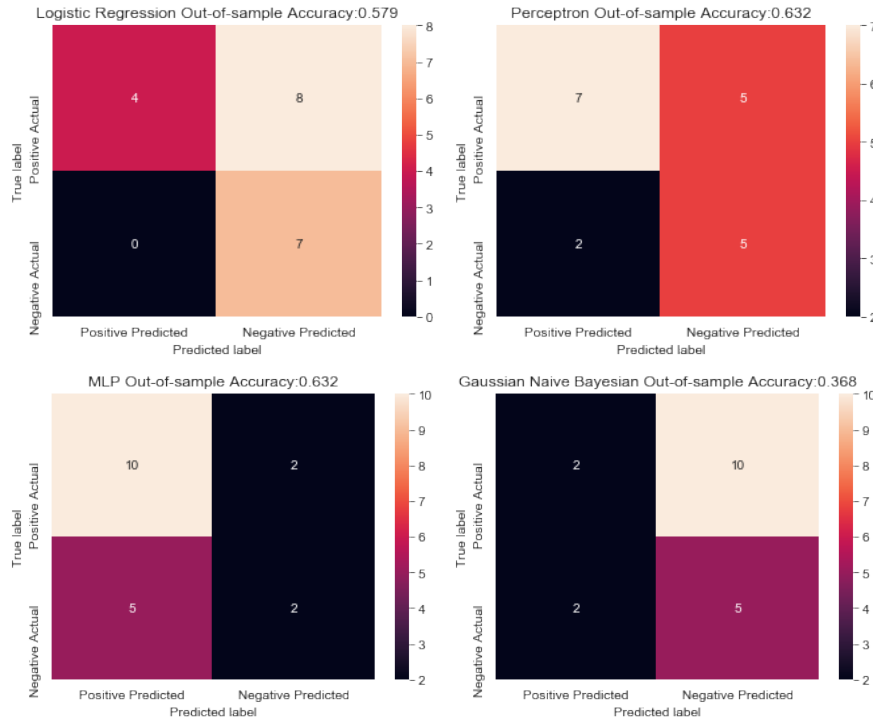 Logistic Regression Out-of-sample Accuracy:0.579
True label
Positive Actual
Negative Actual
4
8
0
7
Positive Predicted
Negative Predicted
Predicted label
8
7
6
5
4
3
2
1
0
Perceptron Out-of-sample Accuracy:0.632
True label
Positive Actual
Negative Actual
7
5
2
5
Positive Predicted
Negative Predicted
Predicted label
7
6
5
4
3
2
MLP Out-of-sample Accuracy:0.632
True label
Positive Actual
Negative Actual
10
2
5
2
Positive Predicted
Negative Predicted
Predicted label
10
9
8
7
6
5
4
3
2
Gaussian Naive Bayesian Out-of-sample Accuracy:0.368
True label
Positive Actual
Negative Actual
2
10
2
5
Positive Predicted
Negative Predicted
Predicted label
10
9
8
7
6
5
4
3
2